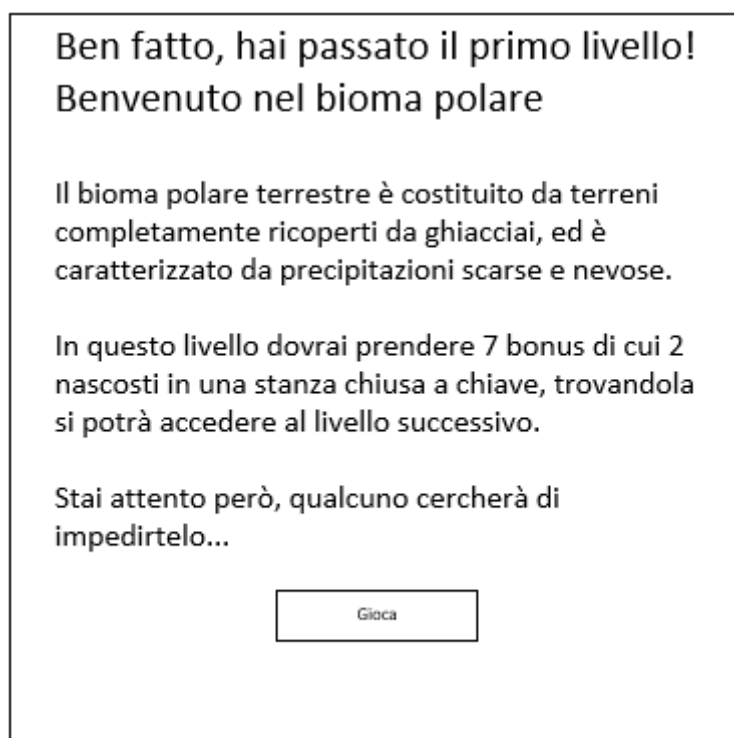 Ben fatto, hai passato il primo livello!
Benvenuto nel bioma polare
Il bioma polare terrestre è costituito da terreni
completamente ricoperti da ghiacciai, ed è
caratterizzato da precipitazioni scarse e nevose.
In questo livello dovrai prendere 7 bonus di cui 2
nascosti in una stanza chiusa a chiave, trovandola
si potrà accedere al livello successivo.
Stai attento però, qualcuno cercherà di
impedirtelo...
Gioca